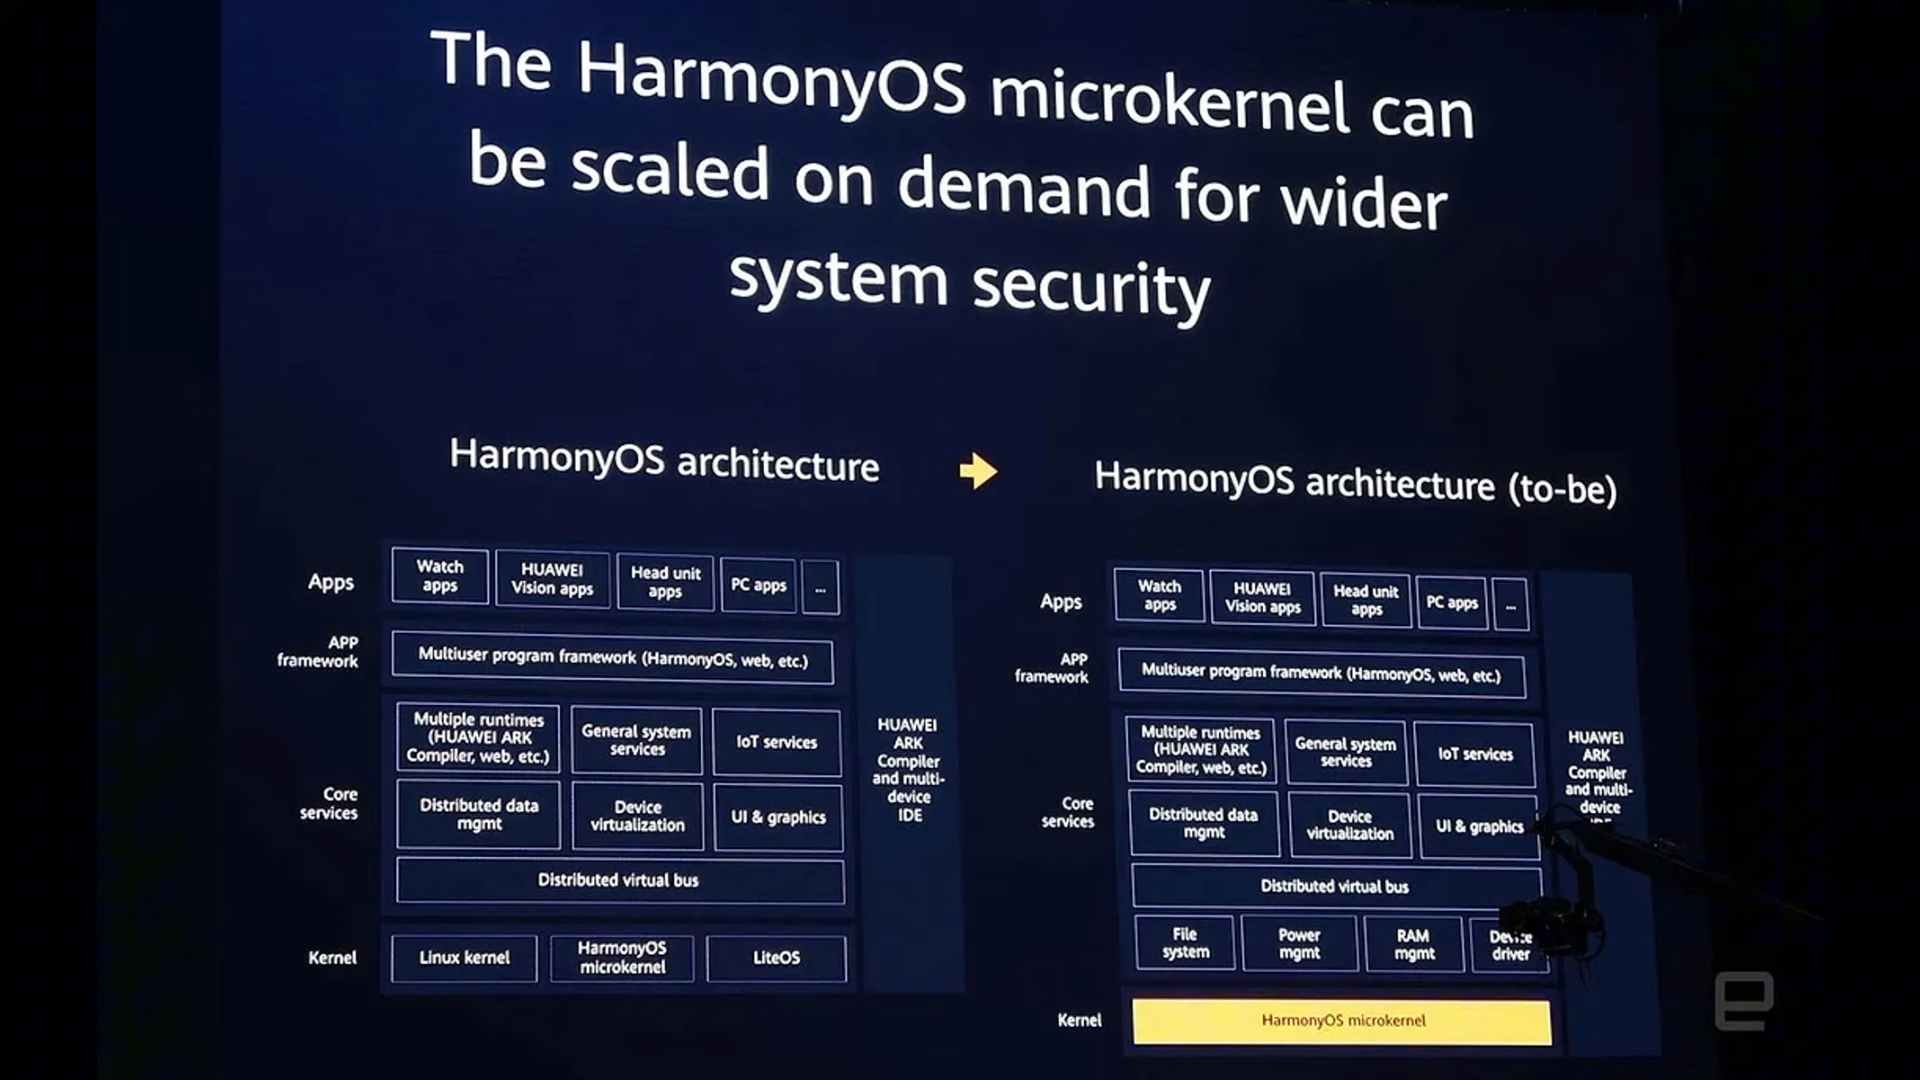 The HarmonyOS microkernel can
be scaled on demand for wider
system security
HarmonyOS architecture
Apps
Watch
apps
HUAWEI
Vision apps
Head unit
apps
PC apps
...
APP
framework
Multiuser program framework (HarmonyOS, web, etc.)
Core
services
Multiple runtimes
(HUAWEI ARK
Compiler, web, etc.)
General system
services
IoT services
Distributed data
mgmt
Device
virtualization
UI & graphics
Distributed virtual bus
Kernel
Linux kernel
HarmonyOS
microkernel
LiteOS
HUAWEI
ARK
Compiler
and multi-
device
IDE
HarmonyOS architecture (to-be)
Apps
Watch
apps
HUAWEI
Vision apps
Head unit
apps
PC apps
...
APP
framework
Multiuser program framework (HarmonyOS, web, etc.)
Core
services
Multiple runtimes
(HUAWEI ARK
Compiler, web, etc.)
General system
services
IoT services
Distributed data
mgmt
Device
virtualization
UI & graphics
Distributed virtual bus
File
system
Power
mgmt
RAM
mgmt
Device
driver
Kernel
HarmonyOS microkernel
HUAWEI
ARK
Compiler
and multi-
device
e